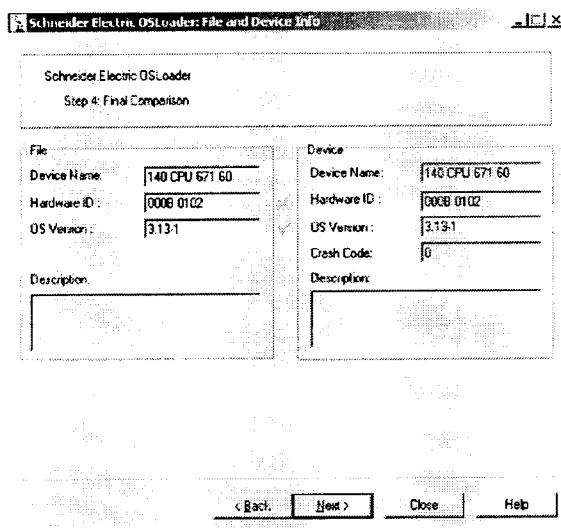 Schneider Electric OSLoader: File and Device Info
Schneider Electric OSLoader
Step 4: Final Comparison
File
Device Name: 140 CPU 671 60
Hardware ID : 000B 0102
OS Version : 3.13-1
Description:
Device
Device Name: 140 CPU 671 60
Hardware ID : 000B 0102
OS Version : 3.13-1
Crash Code: 0
Description:
< Back Next > Close Help